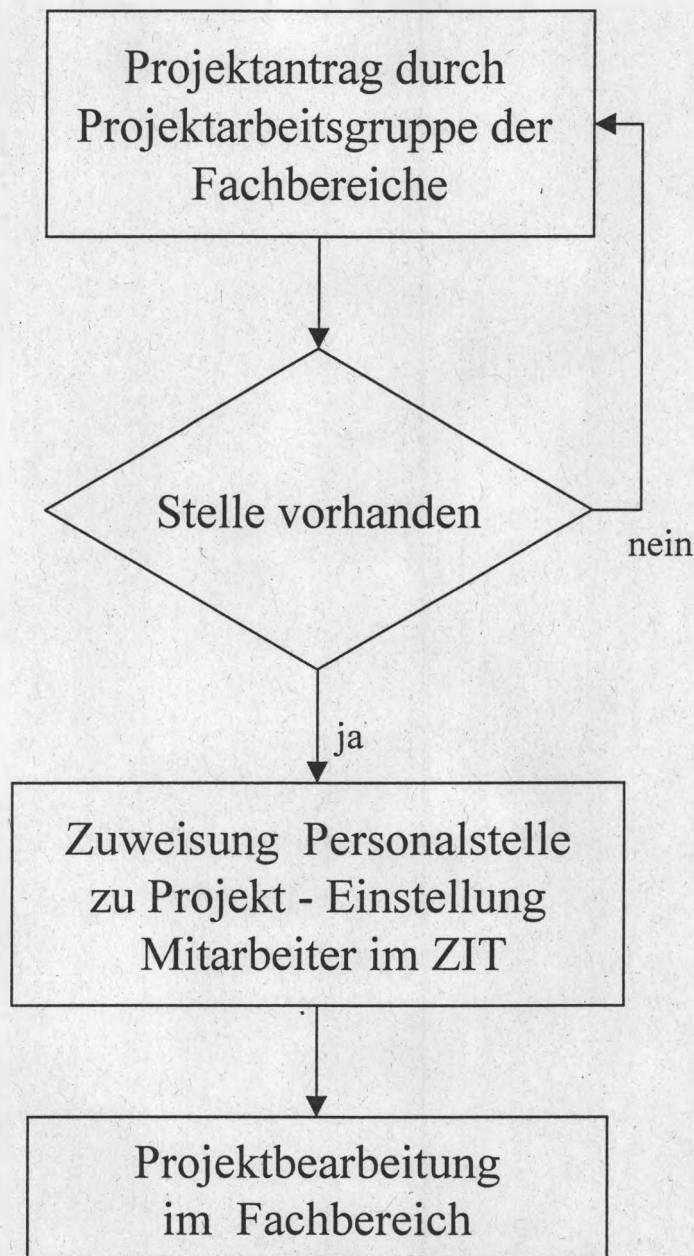 Projektantrag durch
Projektarbeitsgruppe der
Fachbereiche
Stelle vorhanden
nein
ja
Zuweisung Personalstelle
zu Projekt - Einstellung
Mitarbeiter im ZIT
Projektbearbeitung
im Fachbereich